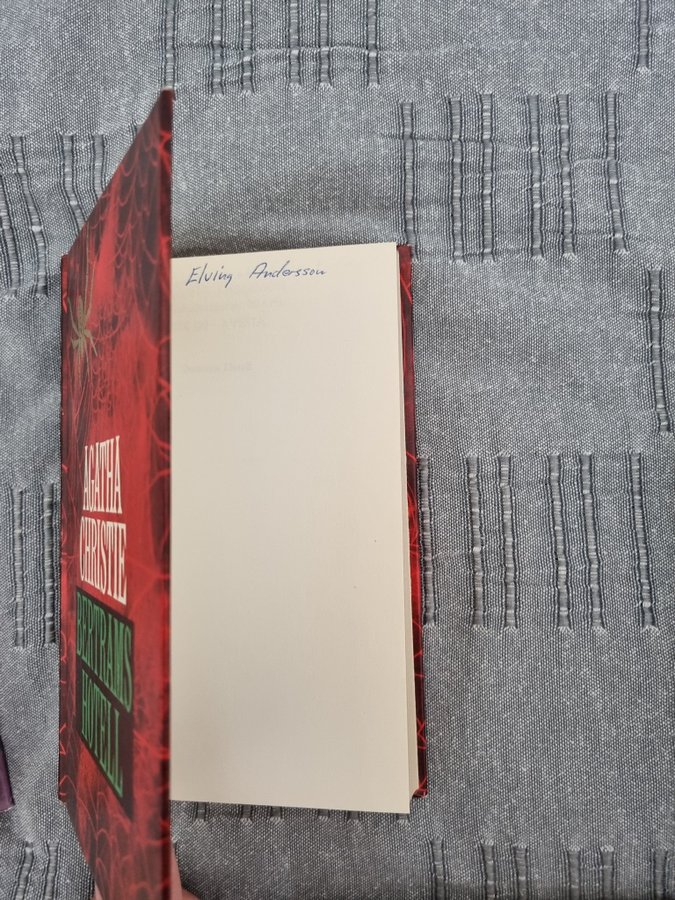 Elving Andersson
AGATHA
CHRISTIE
BERTRAMS
HOTELL